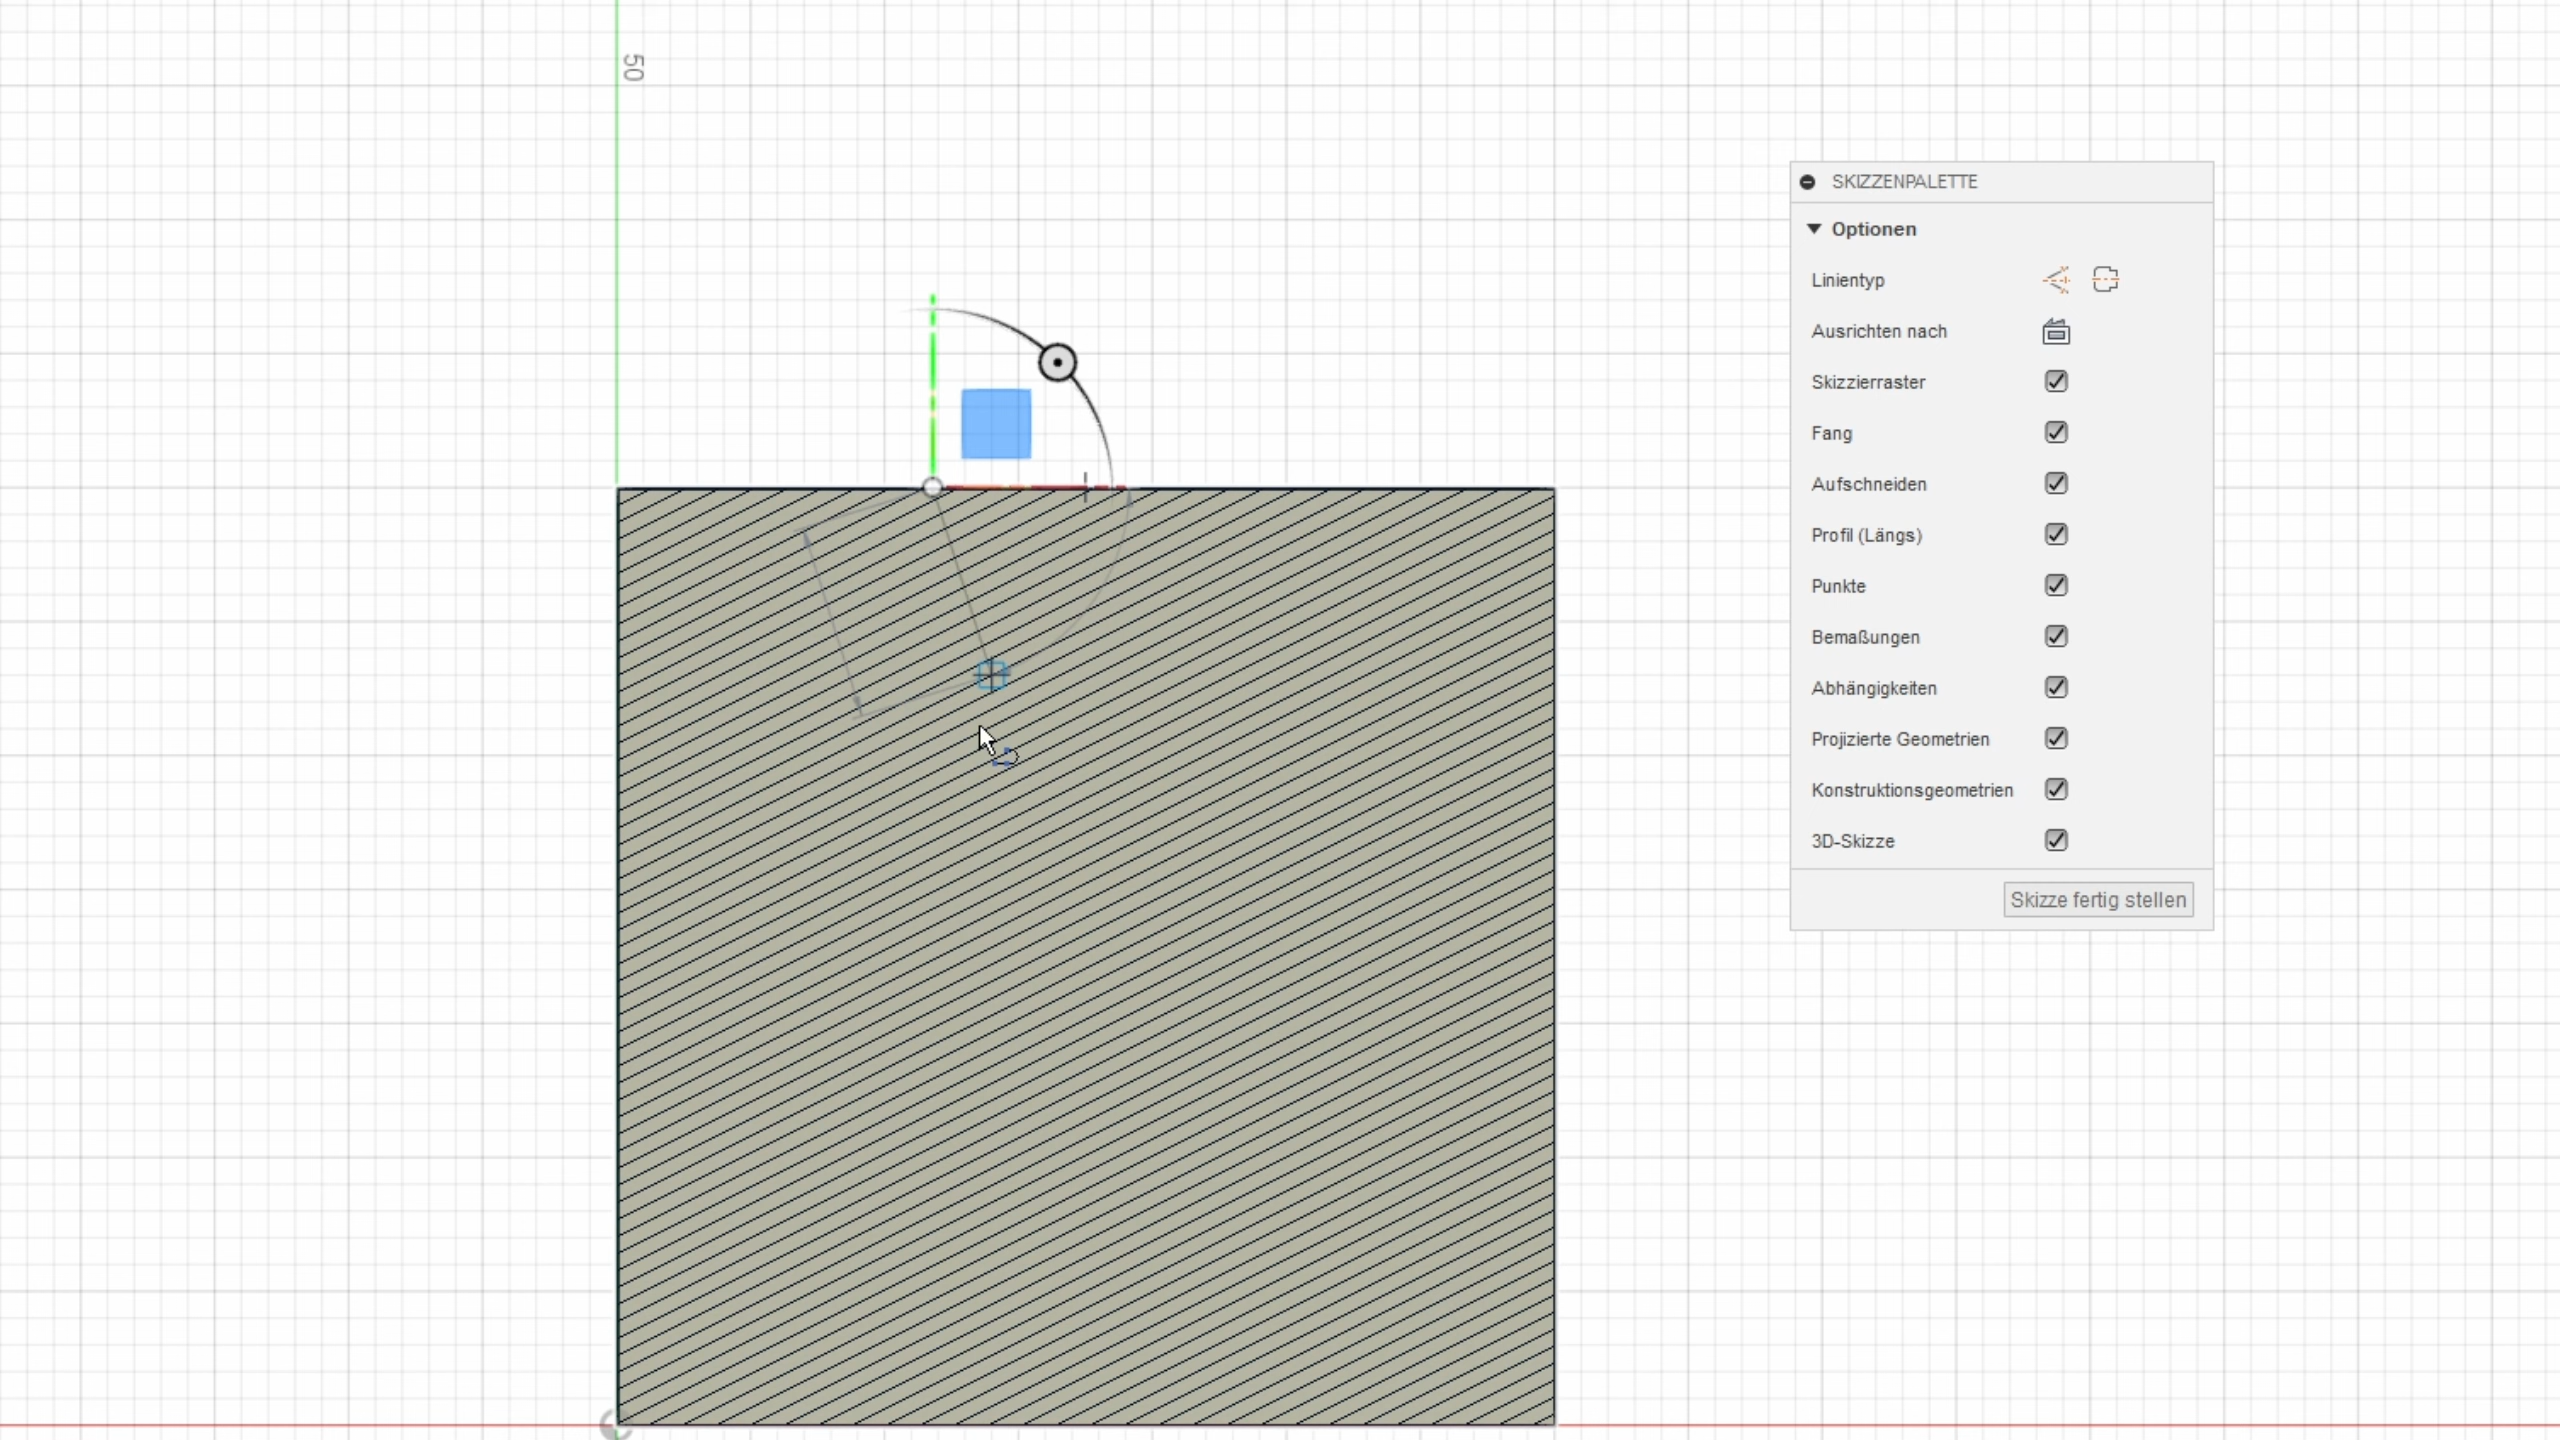 50
SKIZZENPALETTE
Optionen
Linientyp
Ausrichten nach
Skizzierraster
Fang
Aufschneiden
Profil (Längs)
Punkte
Bemaßungen
Abhängigkeiten
Projizierte Geometrien
Konstruktionsgeometrien
3D-Skizze
Skizze fertig stellen